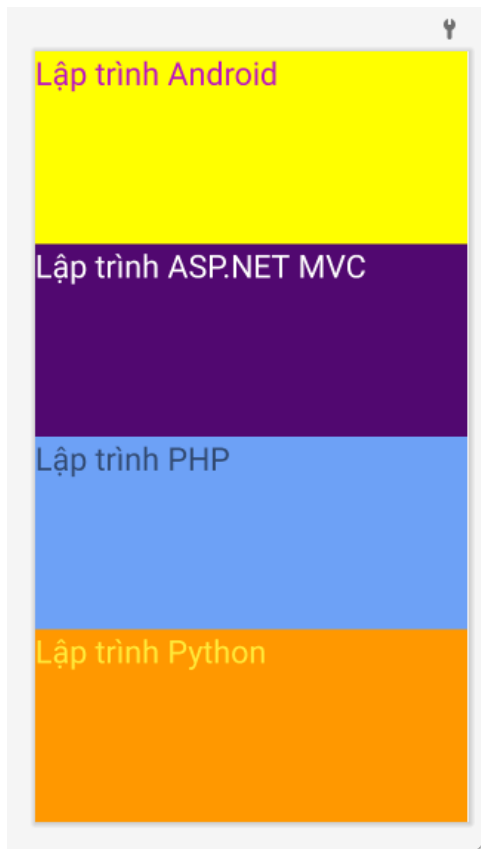 Lập trình Android
Lập trình ASP.NET MVC
Lập trình PHP
Lập trình Python